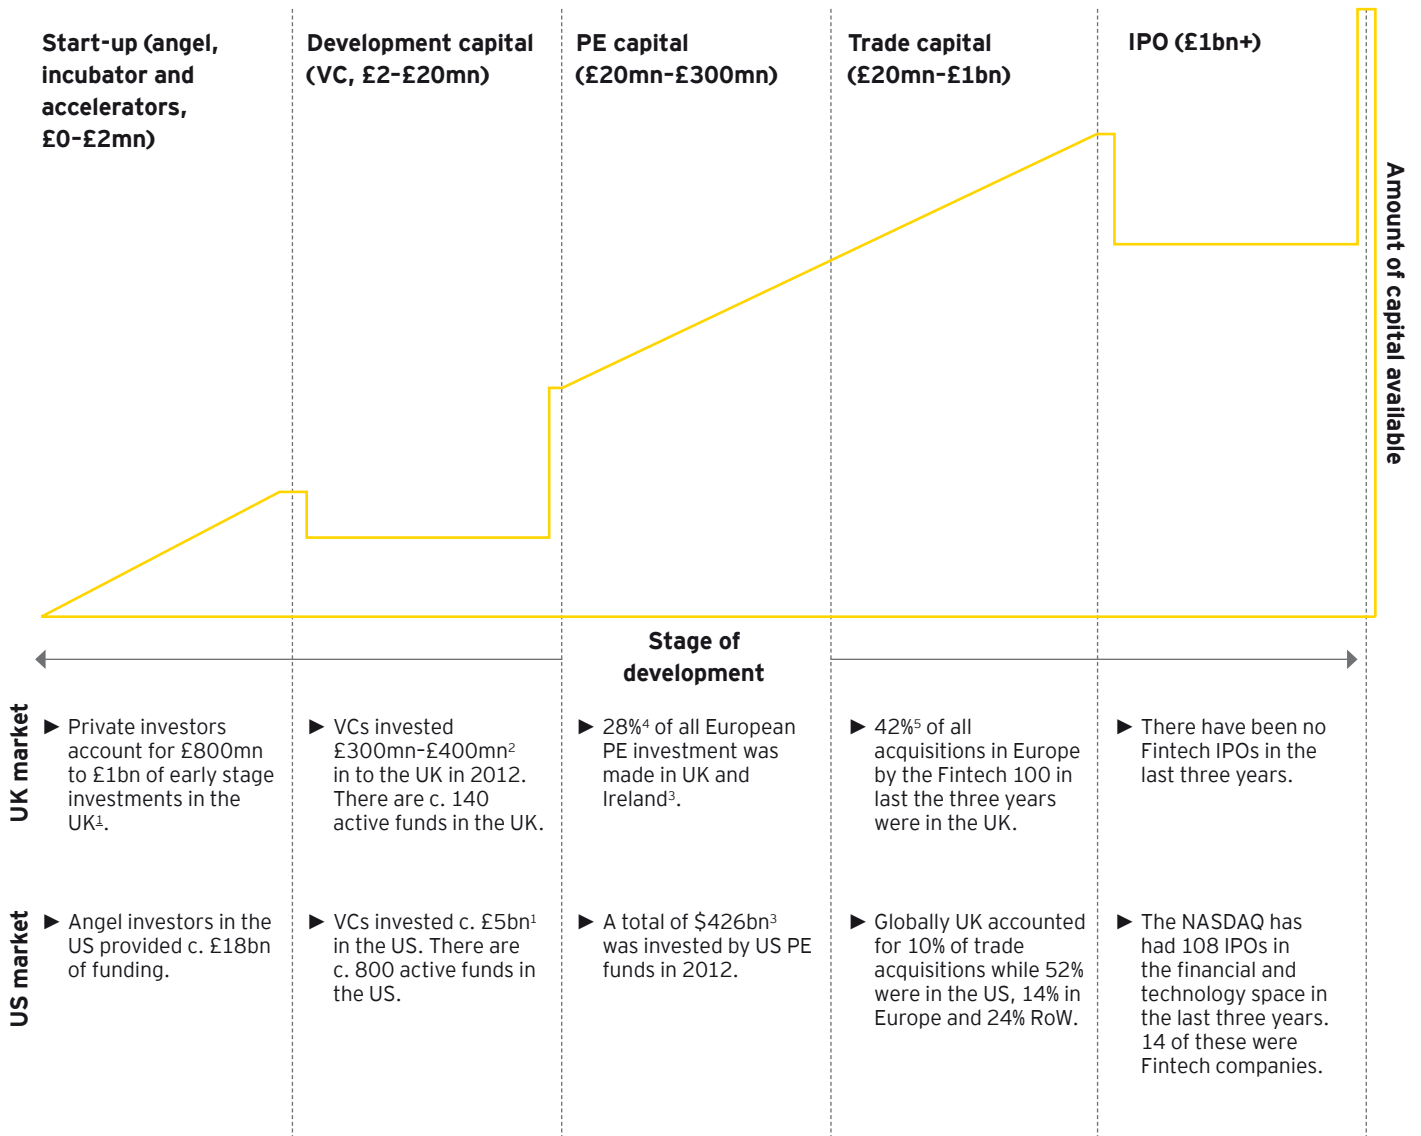 Start-up (angel,
incubator and
accelerators,
£0–£2mn)
Development capital
(VC, £2–£20mn)
PE capital
(£20mn–£300mn)
Trade capital
(£20mn–£1bn)
IPO (£1bn+)
Amount of capital available
Stage of
development
UK market
► Private investors
account for £800mn
to £1bn of early stage
investments in the
UK¹.
► VCs invested
£300mn–£400mn²
in to the UK in 2012.
There are c. 140
active funds in the UK.
► 28%⁴ of all European
PE investment was
made in UK and
Ireland³.
► 42%⁵ of all
acquisitions in Europe
by the Fintech 100 in
last the three years
were in the UK.
► There have been no
Fintech IPOs in the
last three years.
US market
► Angel investors in the
US provided c. £18bn
of funding.
► VCs invested c. £5bn¹
in the US. There are
c. 800 active funds in
the US.
► A total of $426bn³
was invested by US PE
funds in 2012.
► Globally UK accounted
for 10% of trade
acquisitions while 52%
were in the US, 14% in
Europe and 24% RoW.
► The NASDAQ has
had 108 IPOs in
the financial and
technology space in
the last three years.
14 of these were
Fintech companies.